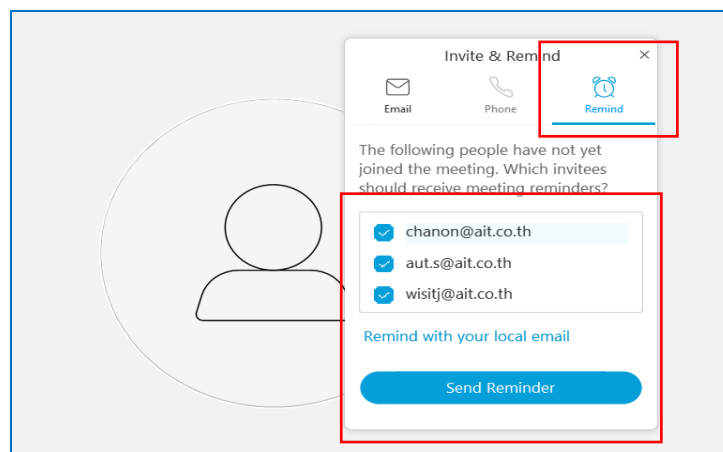 Invite & Remind
Email
Phone
Remind
The following people have not yet
joined the meeting. Which invitees
should receive meeting reminders?
chanon@ait.co.th
aut.s@ait.co.th
wisitj@ait.co.th
Remind with your local email
Send Reminder